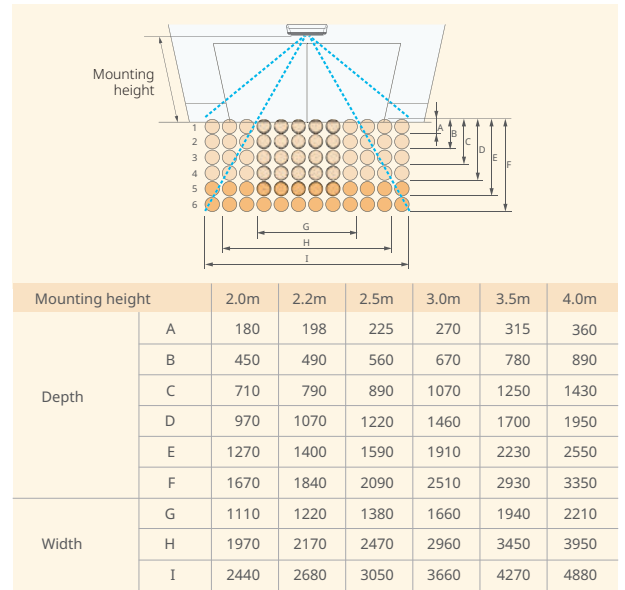 Mounting
height
1
2
3
4
5
6
A
B
C
D
E
F
G
H
I
Mounting height 2.0m 2.2m 2.5m 3.0m 3.5m 4.0m
Depth
A 180 198 225 270 315 360
B 450 490 560 670 780 890
C 710 790 890 1070 1250 1430
D 970 1070 1220 1460 1700 1950
E 1270 1400 1590 1910 2230 2550
F 1670 1840 2090 2510 2930 3350
Width
G 1110 1220 1380 1660 1940 2210
H 1970 2170 2470 2960 3450 3950
I 2440 2680 3050 3660 4270 4880